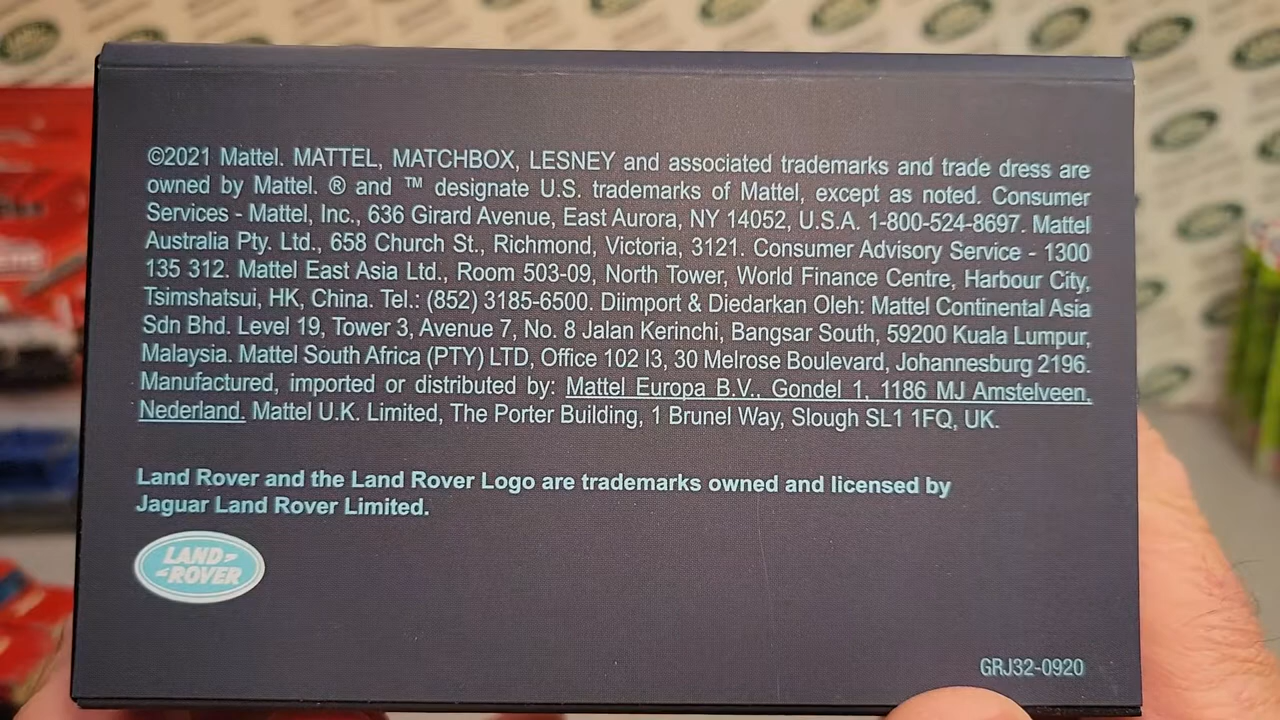 ©2021 Mattel. MATTEL, MATCHBOX, LESNEY and associated trademarks and trade dress are
owned by Mattel. ® and ™ designate U.S. trademarks of Mattel, except as noted. Consumer
Services - Mattel, Inc., 636 Girard Avenue, East Aurora, NY 14052, U.S.A. 1-800-524-8697. Mattel
Australia Pty. Ltd., 658 Church St., Richmond, Victoria, 3121. Consumer Advisory Service - 1300
135 312. Mattel East Asia Ltd., Room 503-09, North Tower, World Finance Centre, Harbour City,
Tsimshatsui, HK, China. Tel.: (852) 3185-6500. Diimport & Diedarkan Oleh: Mattel Continental Asia
Sdn Bhd. Level 19, Tower 3, Avenue 7, No. 8 Jalan Kerinchi, Bangsar South, 59200 Kuala Lumpur,
Malaysia. Mattel South Africa (PTY) LTD, Office 102 I3, 30 Melrose Boulevard, Johannesburg 2196.
Manufactured, imported or distributed by: Mattel Europa B.V., Gondel 1, 1186 MJ Amstelveen,
Nederland. Mattel U.K. Limited, The Porter Building, 1 Brunel Way, Slough SL1 1FQ, UK.
Land Rover and the Land Rover Logo are trademarks owned and licensed by
Jaguar Land Rover Limited.
LAND-
-ROVER
GRJ32-0920